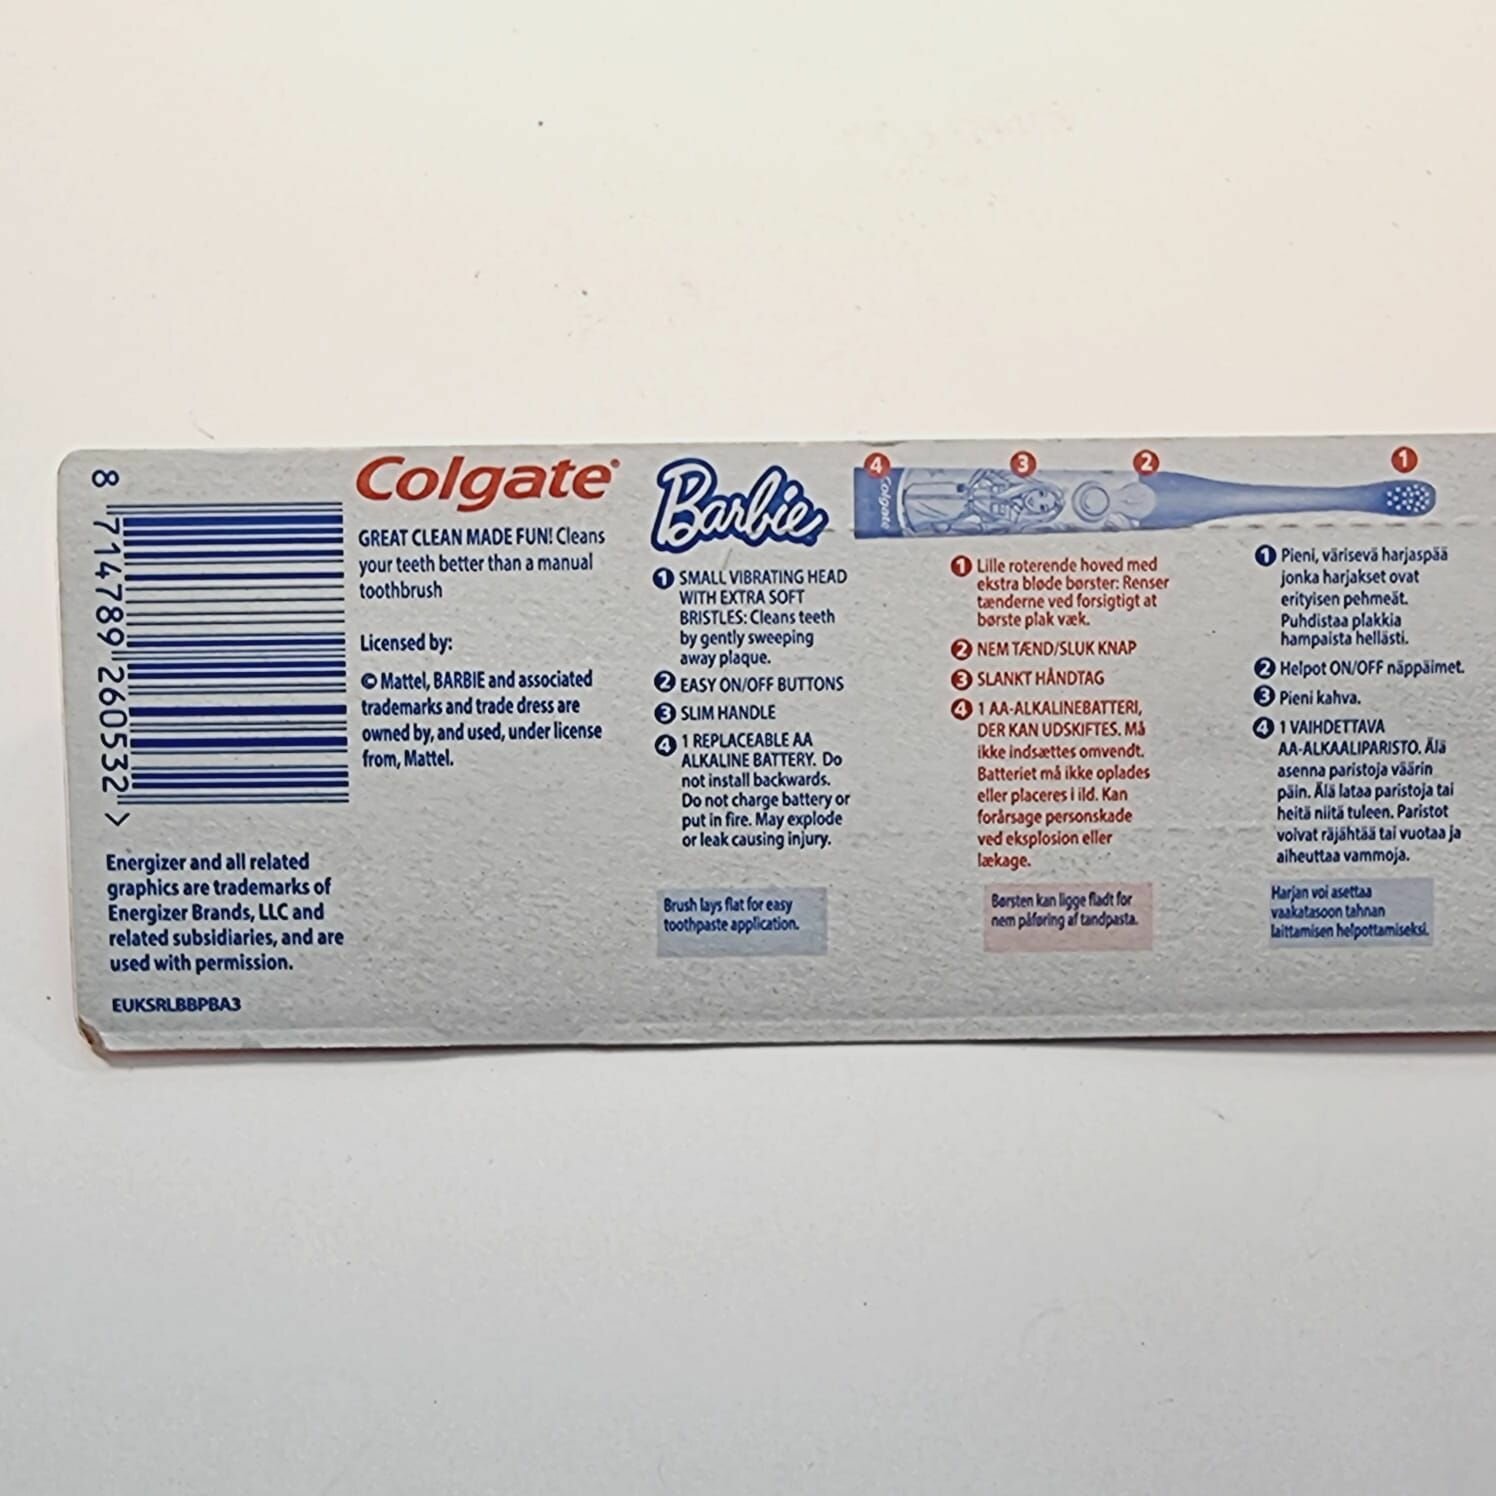 8 714789 260532 >
Energizer and all related
graphics are trademarks of
Energizer Brands, LLC and
related subsidiaries, and are
used with permission.
EUKSRLBBPBA3
Colgate®
GREAT CLEAN MADE FUN! Cleans
your teeth better than a manual
toothbrush
Licensed by:
© Mattel, BARBIE and associated
trademarks and trade dress are
owned by, and used, under license
from, Mattel.
Barbie
1 SMALL VIBRATING HEAD
WITH EXTRA SOFT
BRISTLES: Cleans teeth
by gently sweeping
away plaque.
2 EASY ON/OFF BUTTONS
3 SLIM HANDLE
4 1 REPLACEABLE AA
ALKALINE BATTERY. Do
not install backwards.
Do not charge battery or
put in fire. May explode
or leak causing injury.
Brush lays flat for easy
toothpaste application.
4 3 2 1
Colgate
1 Lille roterende hoved med
ekstra bløde børster: Renser
tænderne ved forsigtigt at
børste plak væk.
2 NEM TÆND/SLUK KNAP
3 SLANKT HÅNDTAG
4 1 AA-ALKALINEBATTERI,
DER KAN UDSKIFTES. Må
ikke indsættes omvendt.
Batteriet må ikke oplades
eller placeres i ild. Kan
forårsage personskade
ved eksplosion eller
lækage.
Børsten kan ligge fladt for
nem påføring af tandpasta.
1 Pieni, värisevä harjaspää
jonka harjakset ovat
erityisen pehmeät.
Puhdistaa plakkia
hampaista hellästi.
2 Helpot ON/OFF näppäimet.
3 Pieni kahva.
4 1 VAIHDETTAVA
AA-ALKAALIPARISTO. Älä
asenna paristoja väärin
päin. Älä lataa paristoja tai
heitä niitä tuleen. Paristot
voivat räjähtää tai vuotaa ja
aiheuttaa vammoja.
Harjan voi asettaa
vaakatasoon tahnan
laittamisen helpottamiseksi.